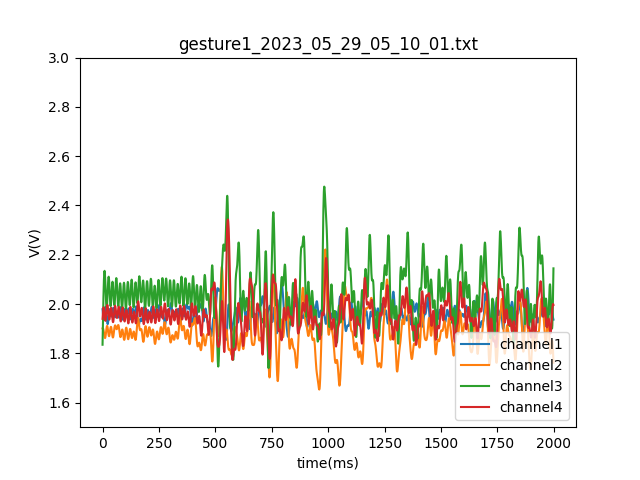 gesture1_2023_05_29_05_10_01.txt
3.0
2.8
2.6
2.4
2.2
2.0
1.8
1.6
V(V)
channel1
channel2
channel3
channel4
0 250 500 750 1000 1250 1500 1750 2000
time(ms)